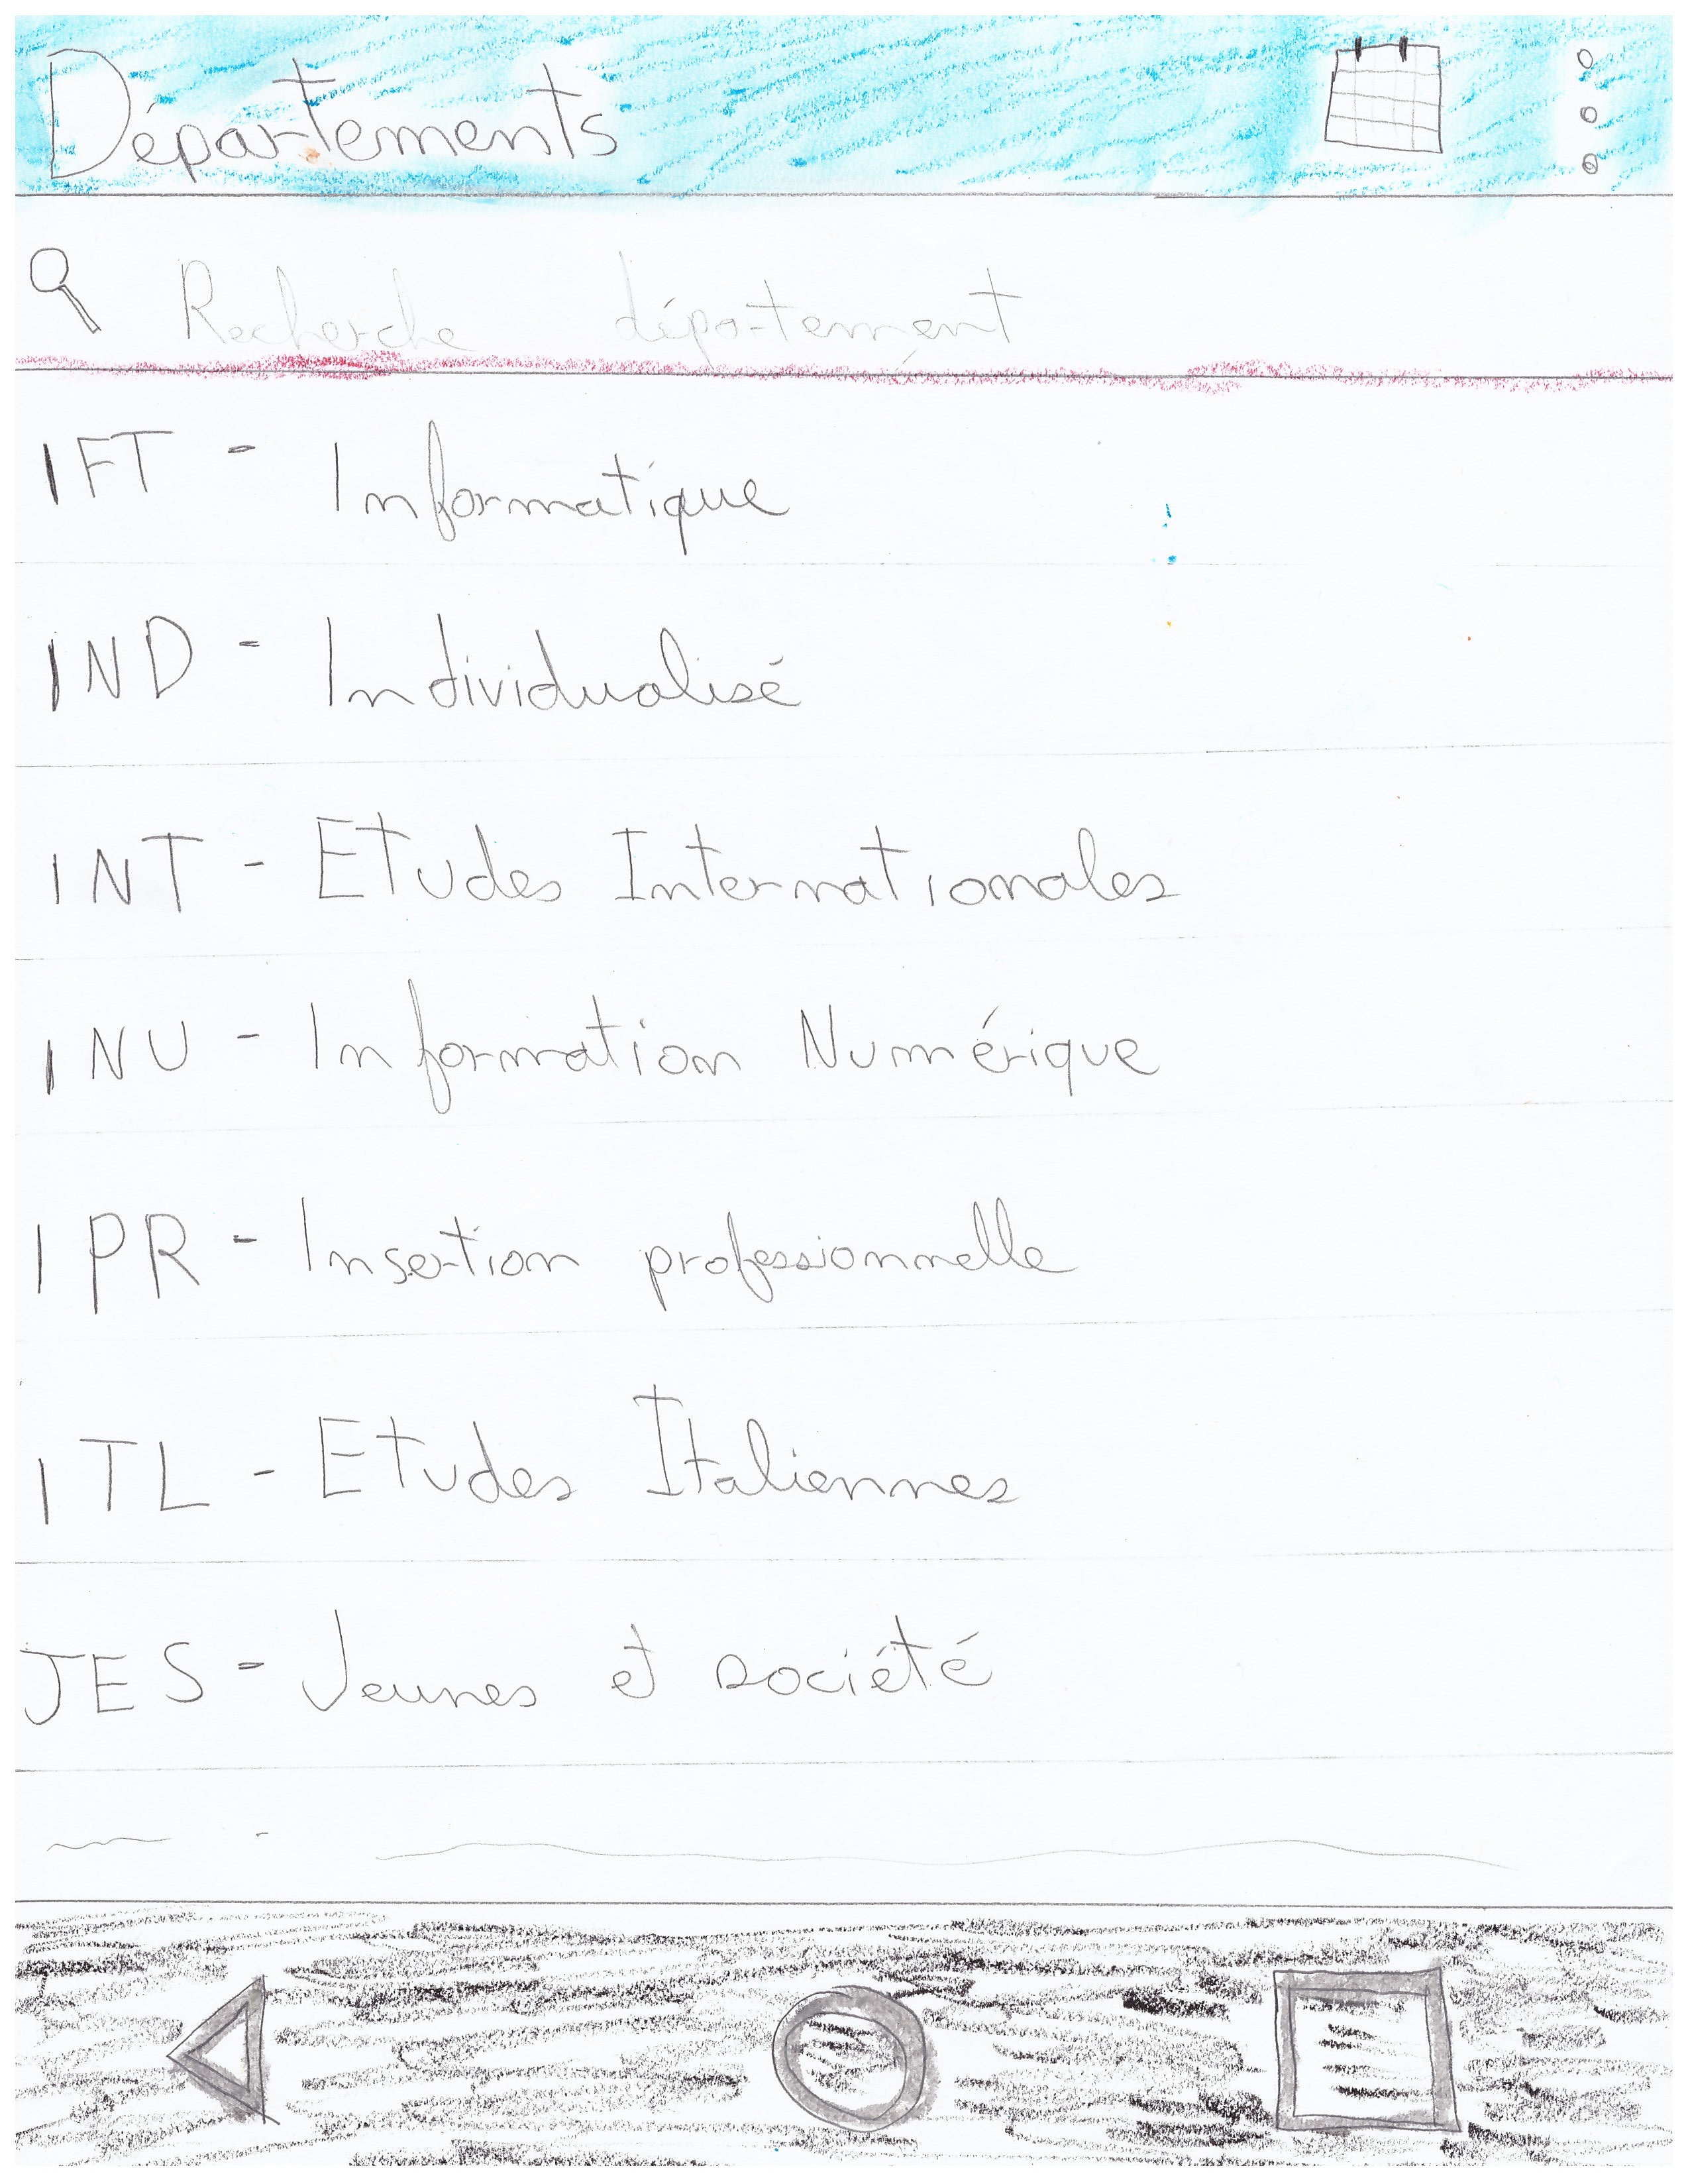 Départements
Recherche département
IFT - Informatique
IND - Individualisé
INT - Etudes Internationales
INU - Information Numérique
IPR - Insertion professionnelle
ITL - Etudes Italiennes
JES - Jeunes et société